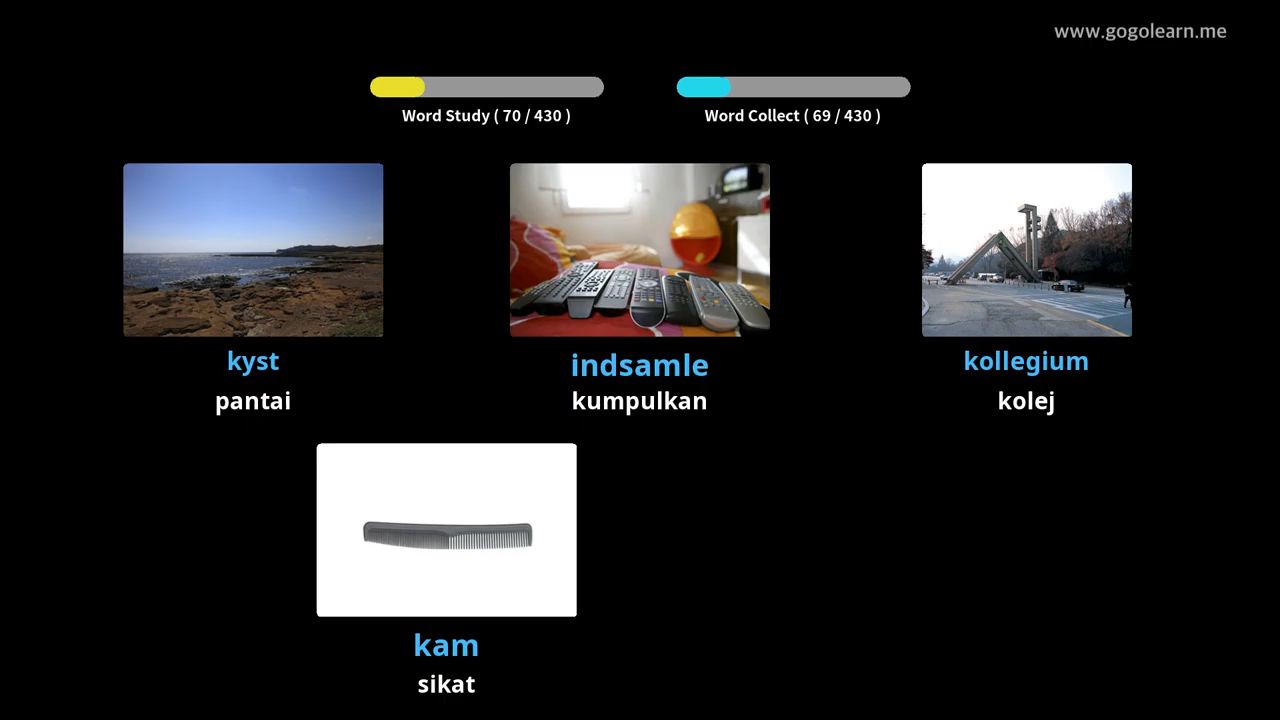 www.gogolearn.me
Word Study ( 70 / 430 )
Word Collect ( 69 / 430 )
kyst
pantai
indsamle
kumpulkan
kollegium
kolej
kam
sikat